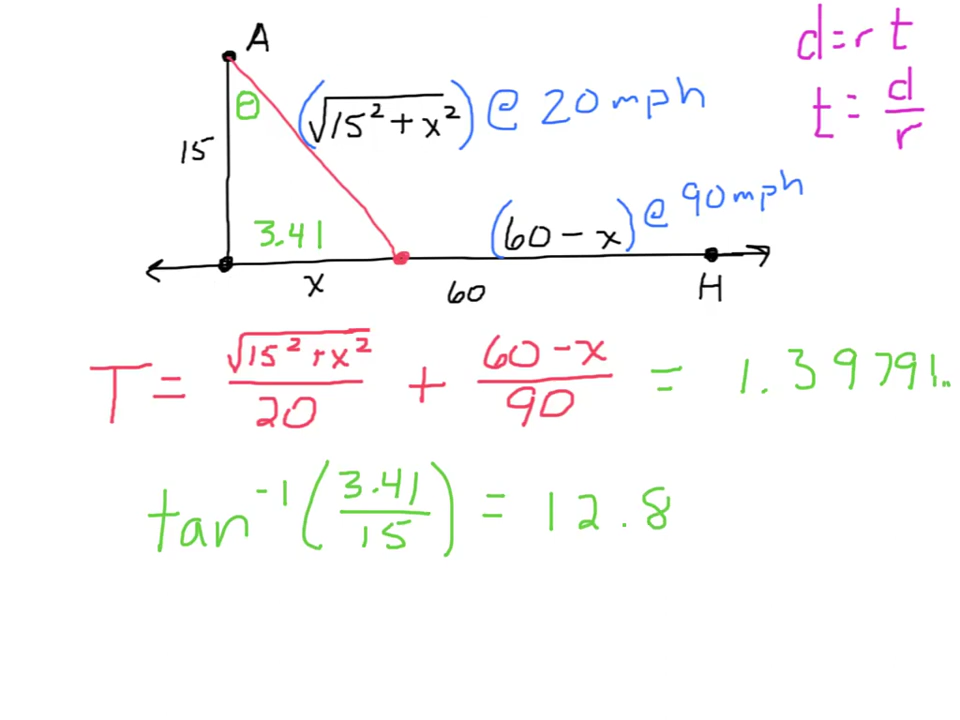 A
d=rt
t=d/r
θ
(√15²+x²) @ 20mph
15
(60-x) @ 90mph
3.41
x
60
H
T= √15²+x²/20 + 60-x/90 = 1.39791..
tan⁻¹(3.41/15) = 12.8